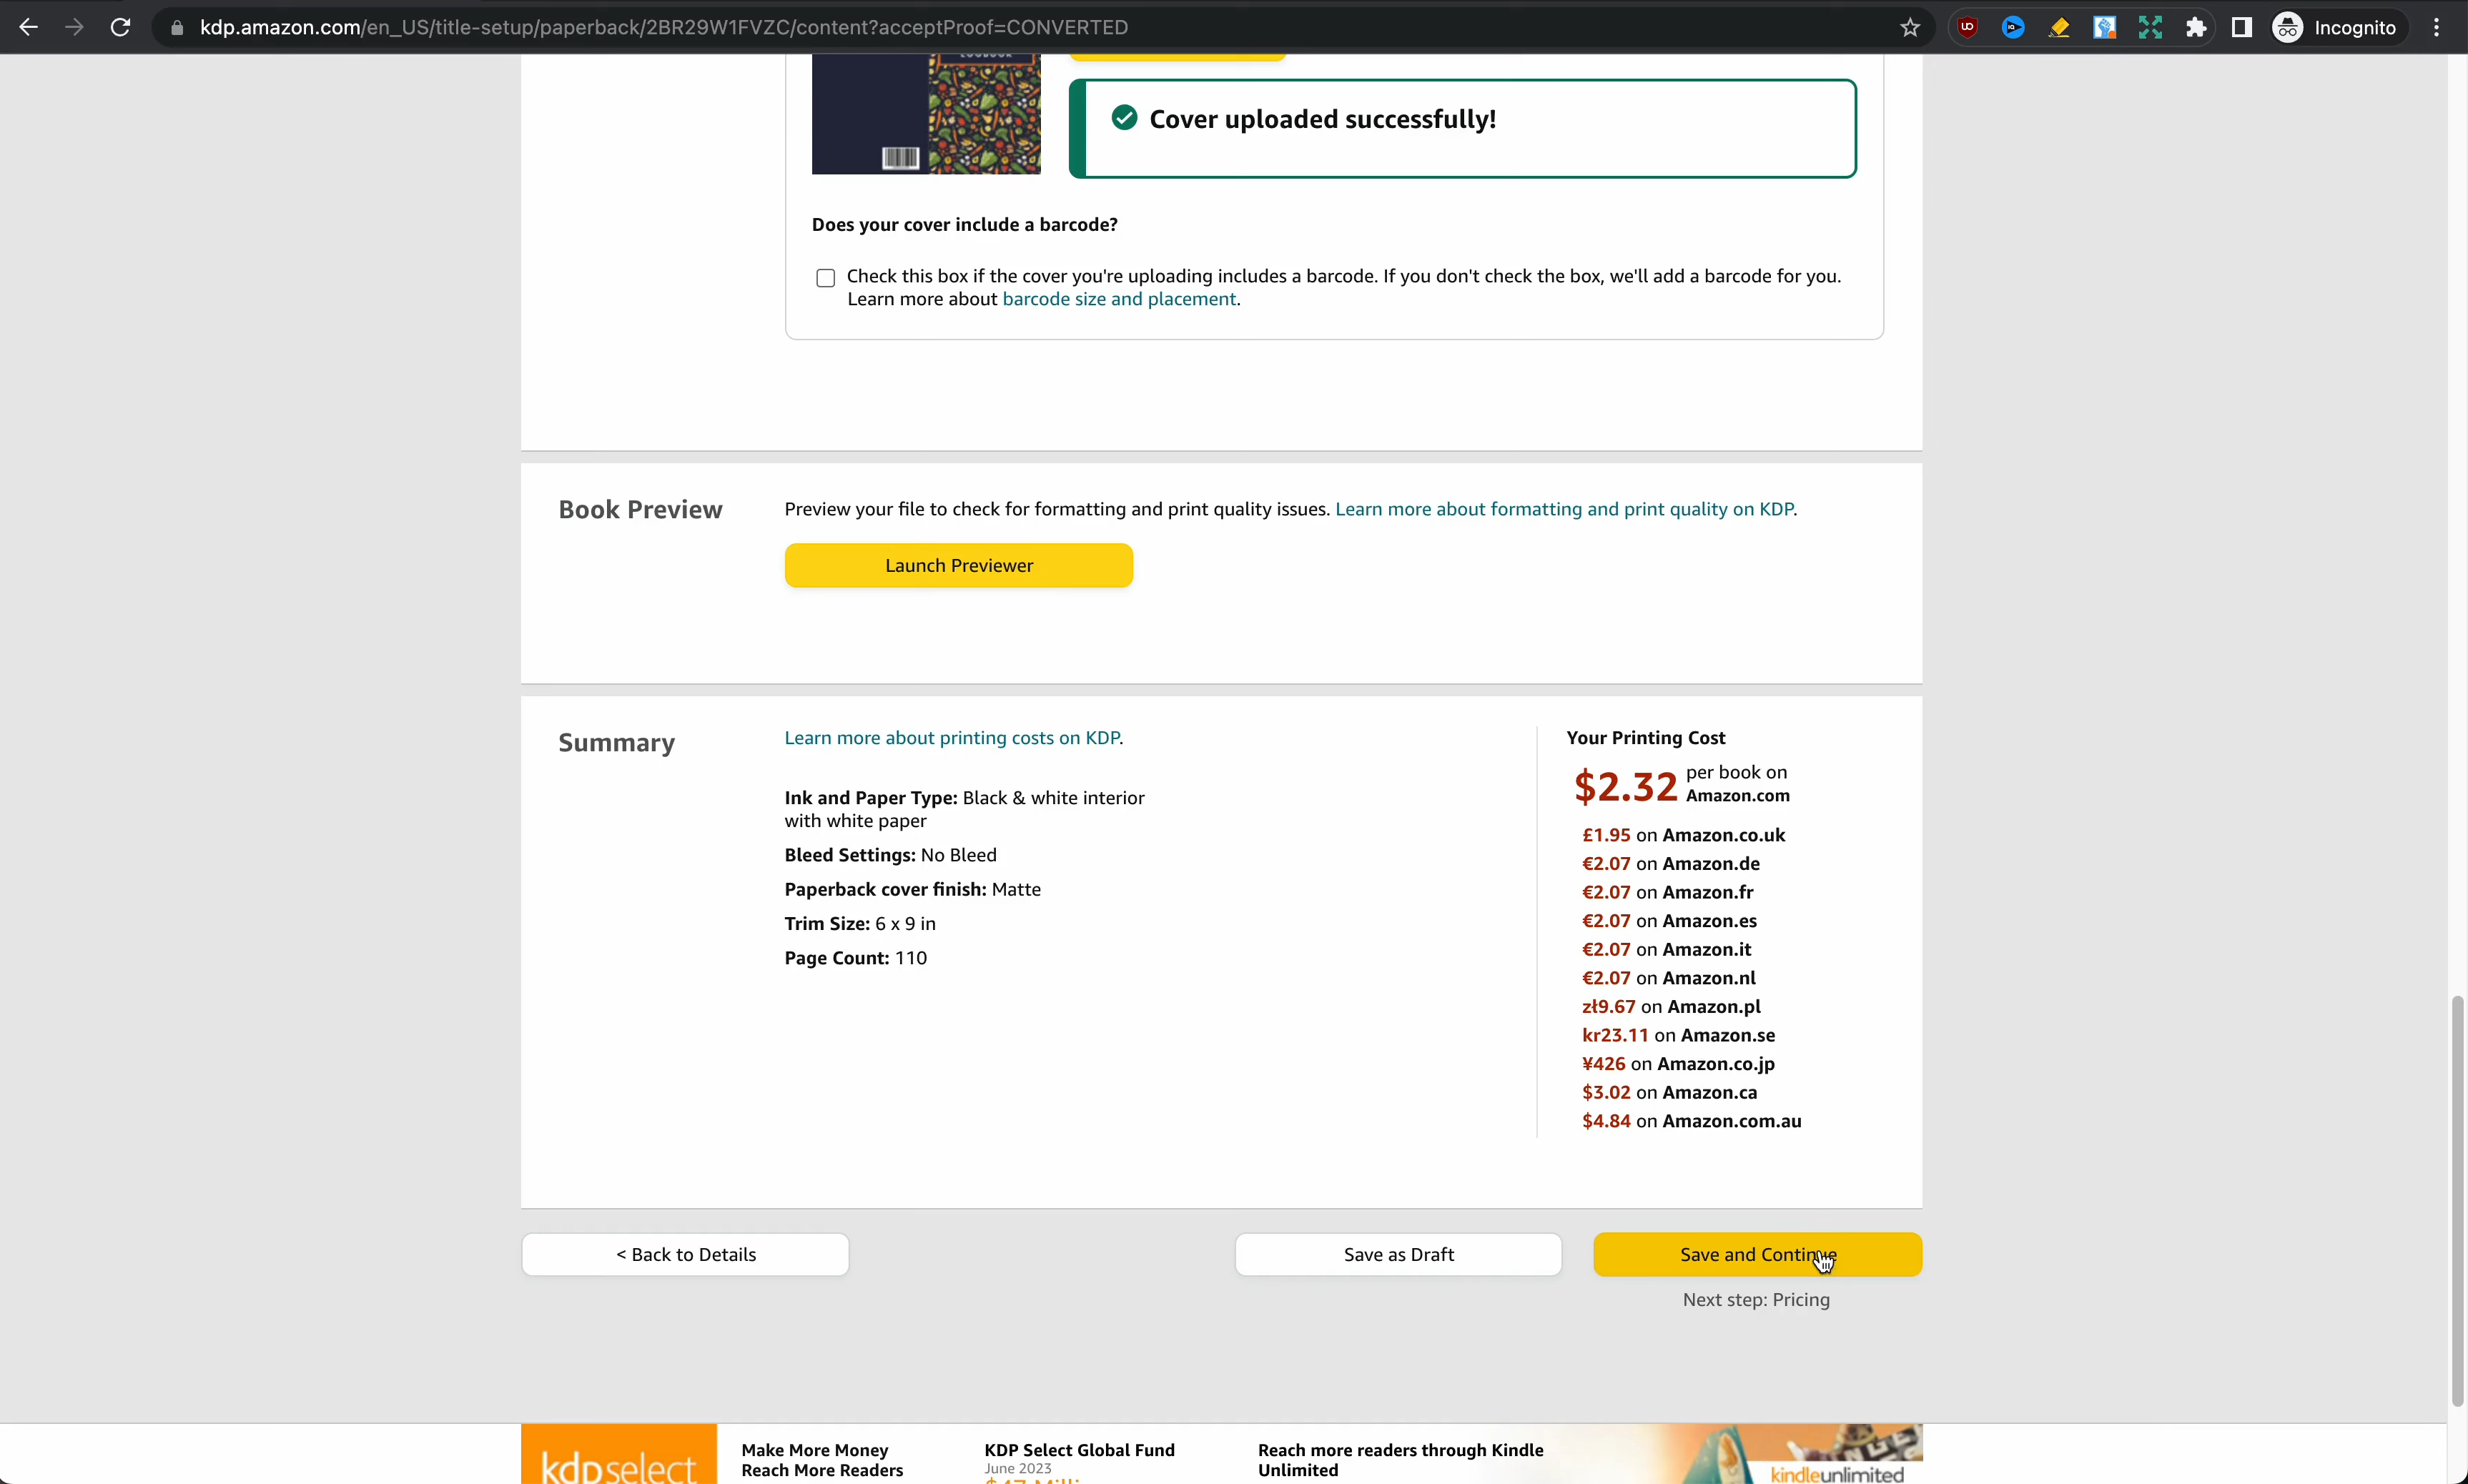 kdp.amazon.com/en_US/title-setup/paperback/2BR29W1FVZC/content?acceptProof=CONVERTED
Incognito
Cover uploaded successfully!
Does your cover include a barcode?
Check this box if the cover you're uploading includes a barcode. If you don't check the box, we'll add a barcode for you.
Learn more about barcode size and placement.
Book Preview
Preview your file to check for formatting and print quality issues. Learn more about formatting and print quality on KDP.
Launch Previewer
Summary
Learn more about printing costs on KDP.
Ink and Paper Type: Black & white interior
with white paper
Bleed Settings: No Bleed
Paperback cover finish: Matte
Trim Size: 6 x 9 in
Page Count: 110
Your Printing Cost
$2.32 per book on
Amazon.com
£1.95 on Amazon.co.uk
€2.07 on Amazon.de
€2.07 on Amazon.fr
€2.07 on Amazon.es
€2.07 on Amazon.it
€2.07 on Amazon.nl
zł9.67 on Amazon.pl
kr23.11 on Amazon.se
¥426 on Amazon.co.jp
$3.02 on Amazon.ca
$4.84 on Amazon.com.au
< Back to Details
Save as Draft
Save and Continue
Next step: Pricing
kdpselect
Make More Money
Reach More Readers
KDP Select Global Fund
June 2023
Reach more readers through Kindle
Unlimited
kindleunlimited